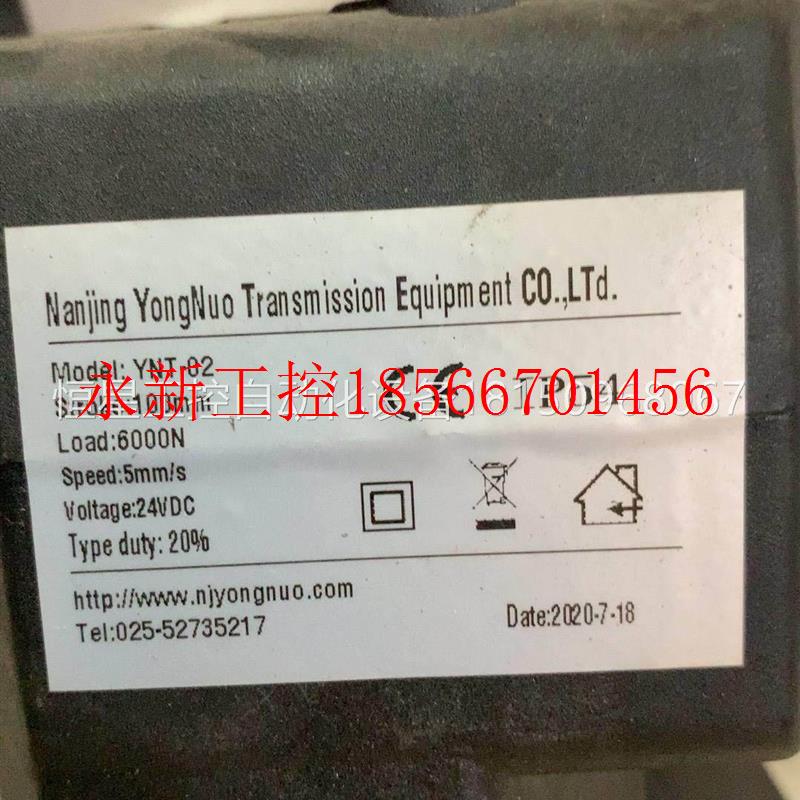 Nanjing YongNuo Transmission Equipment CO.,LTd.
Model: YNT-02
永新工控18566701456
IP54
Load:6000N
Speed:5mm/s
Voltage:24VDC
Type duty: 20%
http://www.njyongnuo.com
Tel:025-52735217
Date:2020-7-18